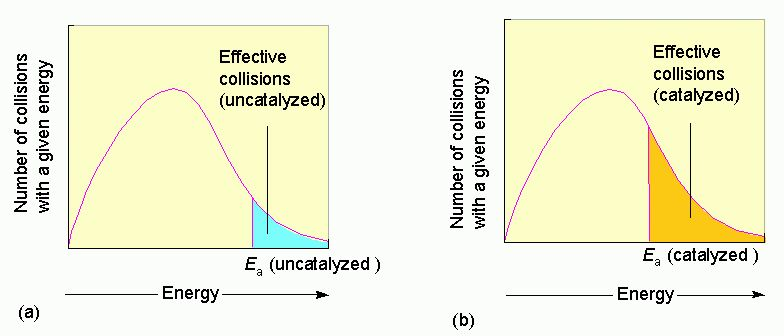 Number of collisions
with a given energy
Effective
collisions
(uncatalyzed)
Ea (uncatalyzed )
Energy
(a)
Number of collisions
with a given energy
Effective
collisions
(catalyzed)
Ea (catalyzed )
Energy
(b)